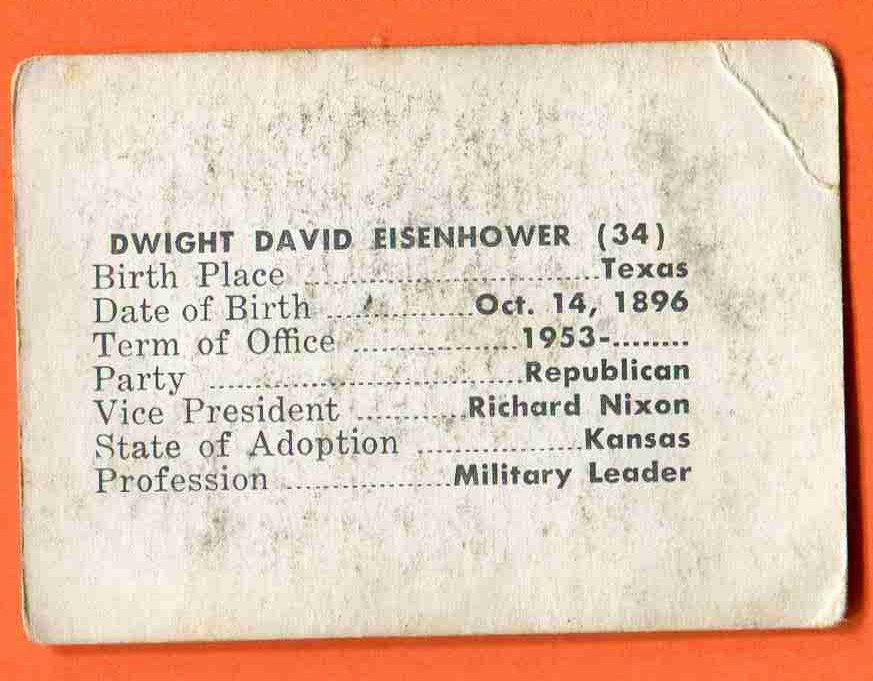 DWIGHT DAVID EISENHOWER (34)
Birth Place ..............................Texas
Date of Birth ...............Oct. 14, 1896
Term of Office .................1953-........
Party ................................Republican
Vice President ...........Richard Nixon
State of Adoption .................Kansas
Profession .................Military Leader